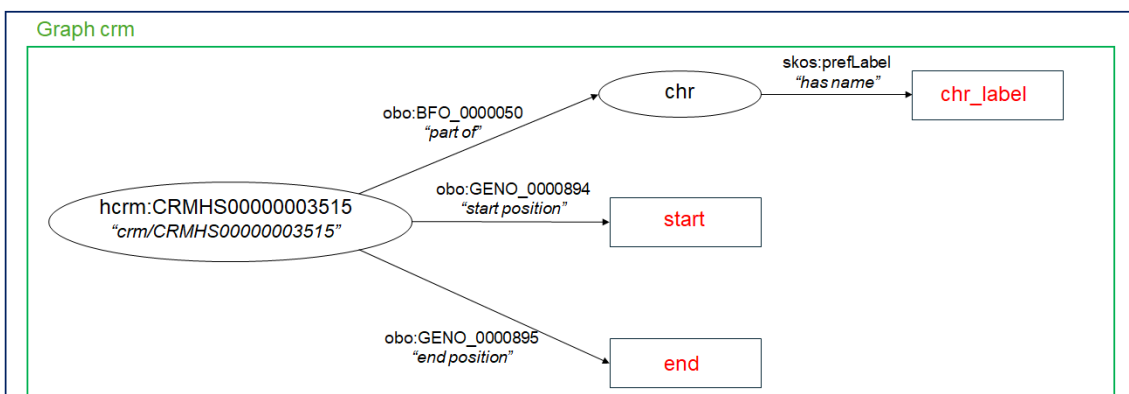 Graph crm
skos:prefLabel
"has name"
chr
chr_label
obo:BFO_0000050
"part of"
obo:GENO_0000894
"start position"
hcrm:CRMHS00000003515
"crm/CRMHS00000003515"
start
obo:GENO_0000895
"end position"
end